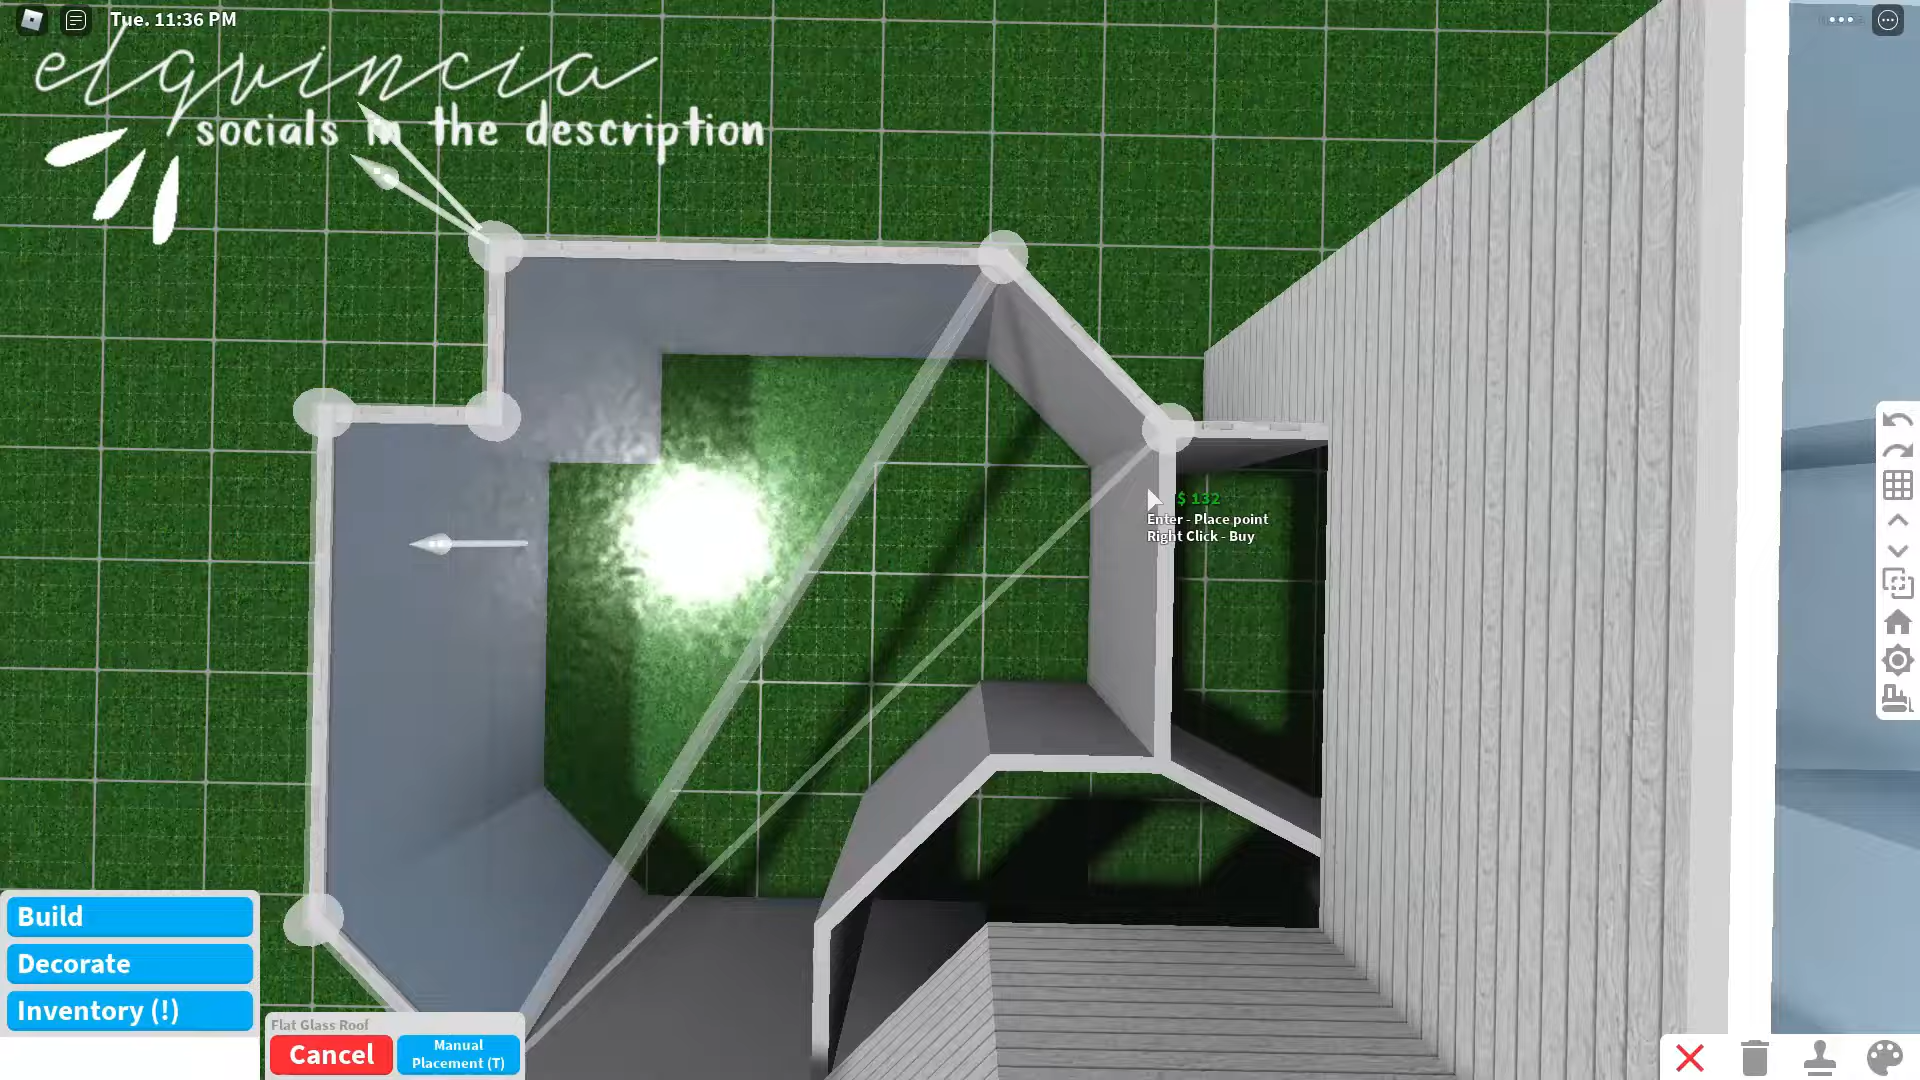 Tue. 11:36 PM
elquincia
socials in the description
$ 132
Enter - Place point
Right Click - Buy
Build
Decorate
Inventory (!)
Flat Glass Roof
Cancel
Manual
Placement (T)